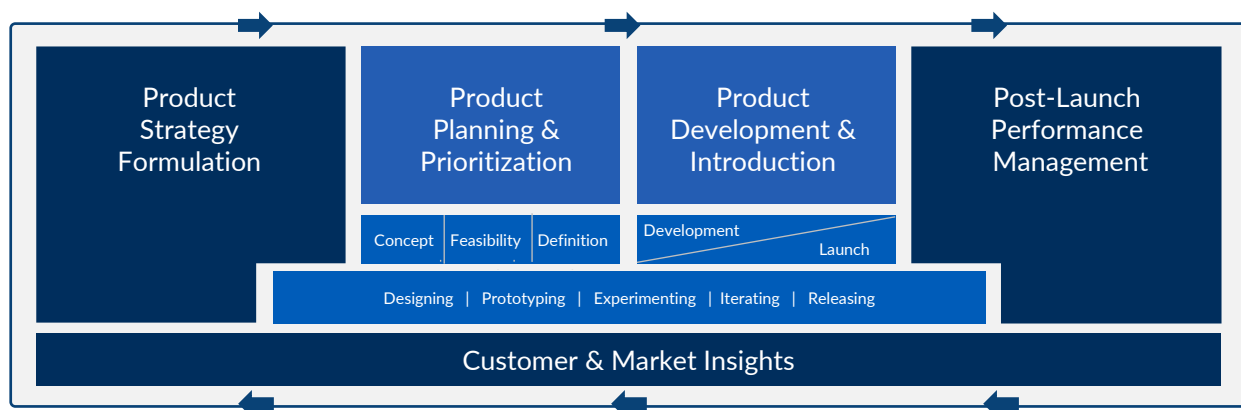 Product
Strategy
Formulation
Product
Planning &
Prioritization
Product
Development &
Introduction
Post-Launch
Performance
Management
Concept
Feasibility
Definition
Development
Launch
Designing | Prototyping | Experimenting | Iterating | Releasing
Customer & Market Insights